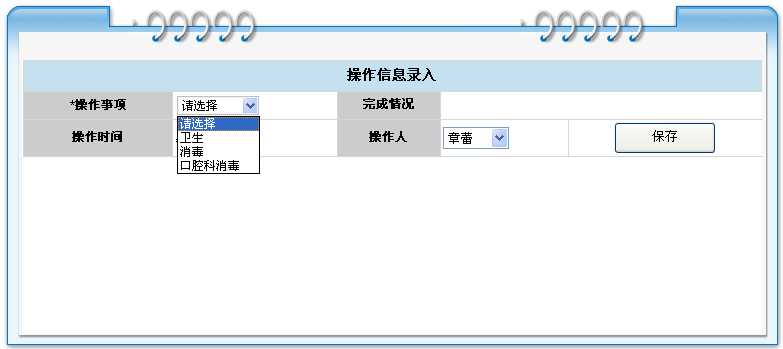 操作信息录入
*操作事项 请选择 完成情况
请选择
卫生
操作时间 操作人 章蕾 保存
消毒
口腔科消毒